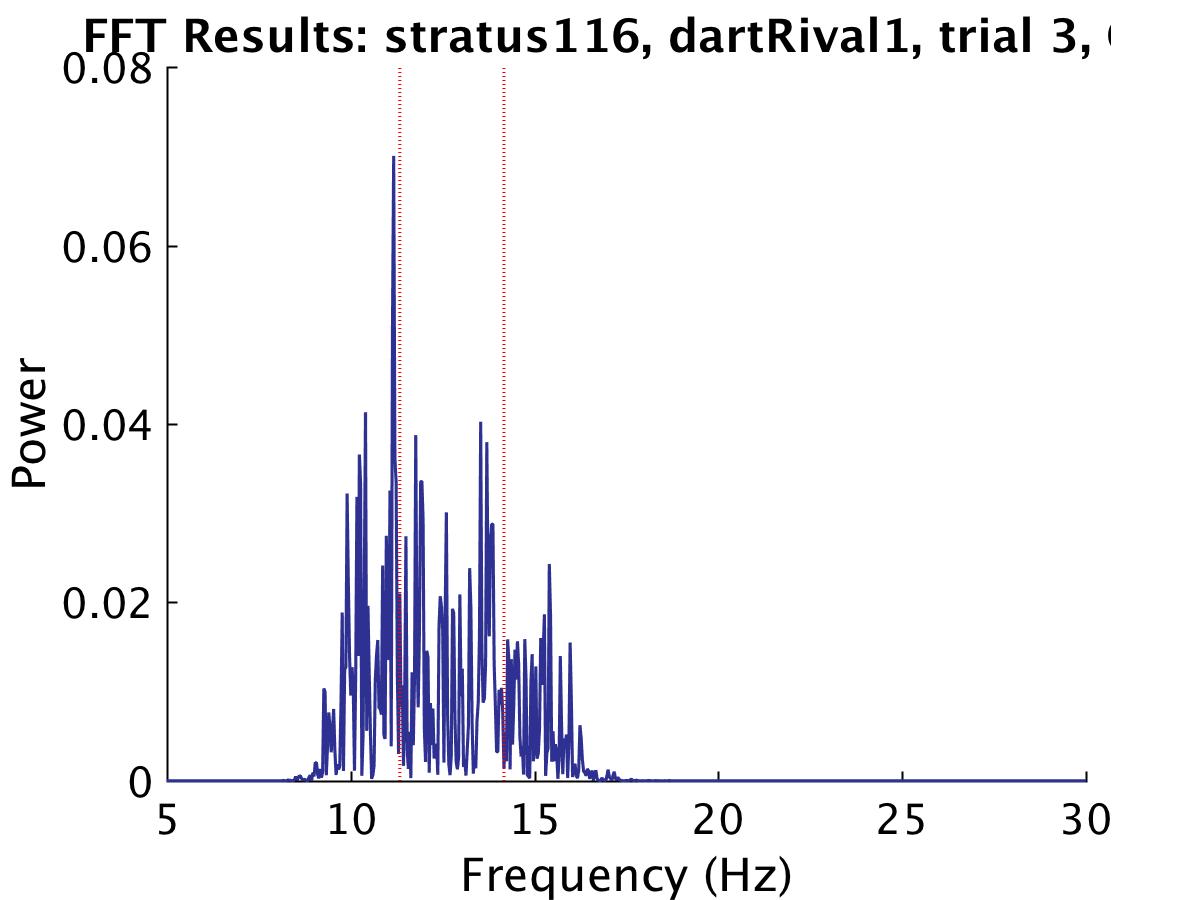 FFT Results: stratus116, dartRival1, trial 3,
0.08
0.06
0.04
0.02
0
Power
5 10 15 20 25 30
Frequency (Hz)